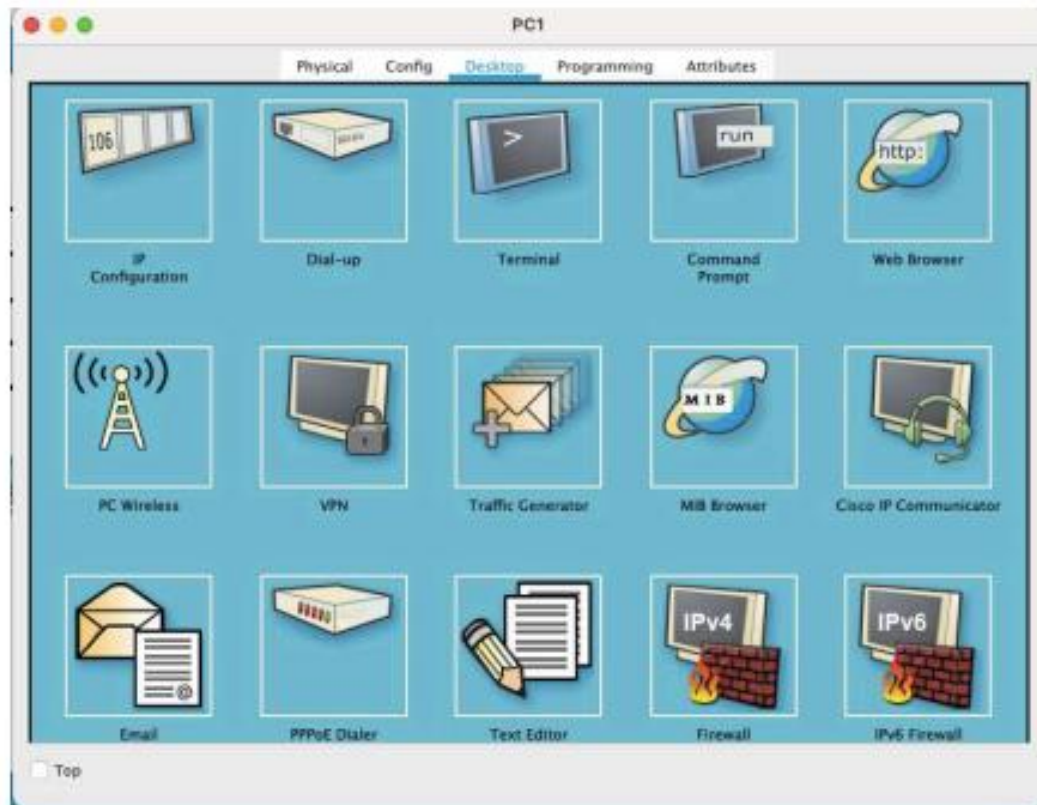 PC1
Physical Config Desktop Programming Attributes
106
>
run
http:
IP
Configuration
Dial-up
Terminal
Command
Prompt
Web Browser
MIB
PC Wireless
VPN
Traffic Generator
MIB Browser
Cisco IP Communicator
@
IPv4
IPv6
Email
PPPoE Dialer
Text Editor
Firewall
IPv6 Firewall
Top